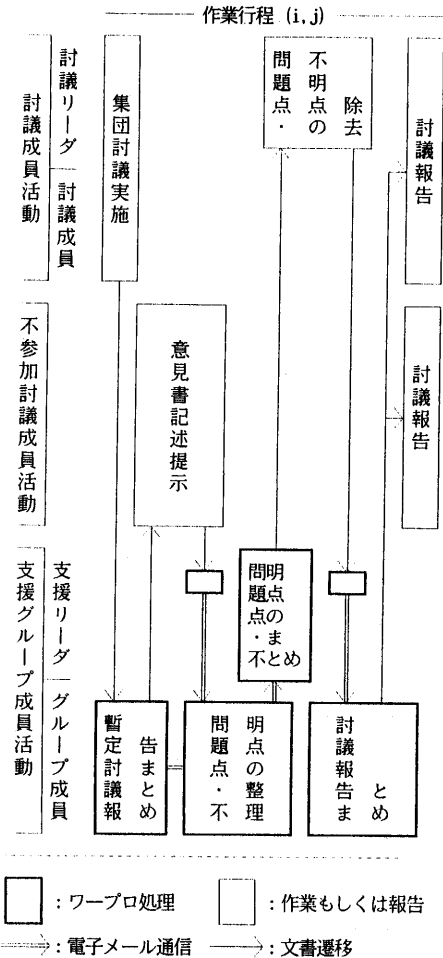 作業行程 (i, j)
討議成員活動
討議リーダ
討議成員
集団討議実施
問題点・
不明点の
除去
討議報告
不参加討議成員活動
意見書記述提示
討議報告
支援グループ成員活動
支援リーダ
グループ成員
問題点・不
明点のまとめ
暫定討議報
告まとめ
問題点・不
明点の整理
討議報告ま
とめ
:ワープロ処理
:作業もしくは報告
:電子メール通信
:文書遷移